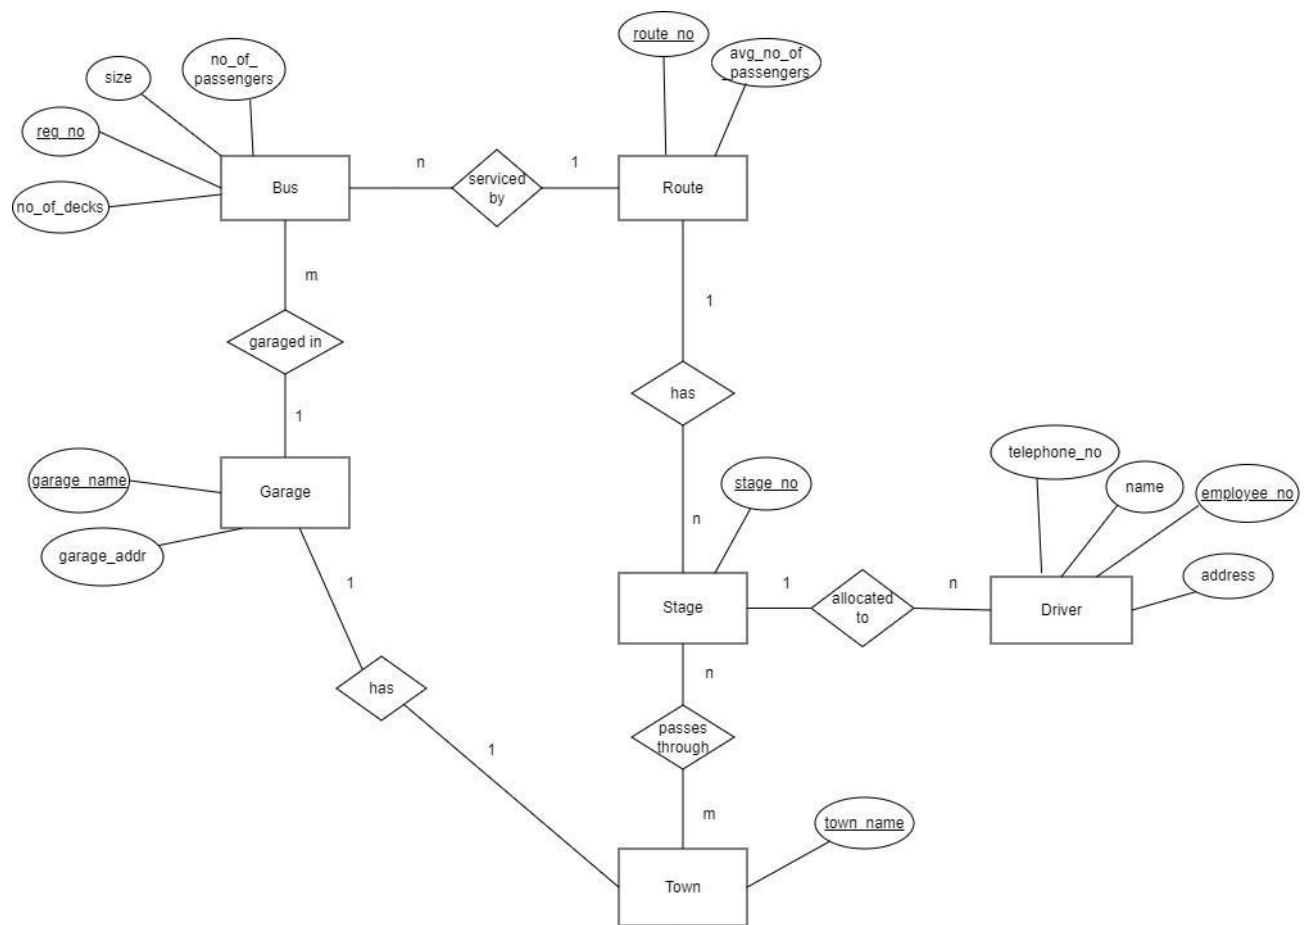 route_no
no_of_
passengers
avg_no_of
_passengers
size
reg_no
no_of_decks
Bus
n
serviced
by
1
Route
m
1
garaged in
has
1
garage_name
Garage
garage_addr
n
stage_no
telephone_no
name
employee_no
address
1
Stage
1
allocated
to
n
Driver
n
has
passes
through
1
m
town_name
Town